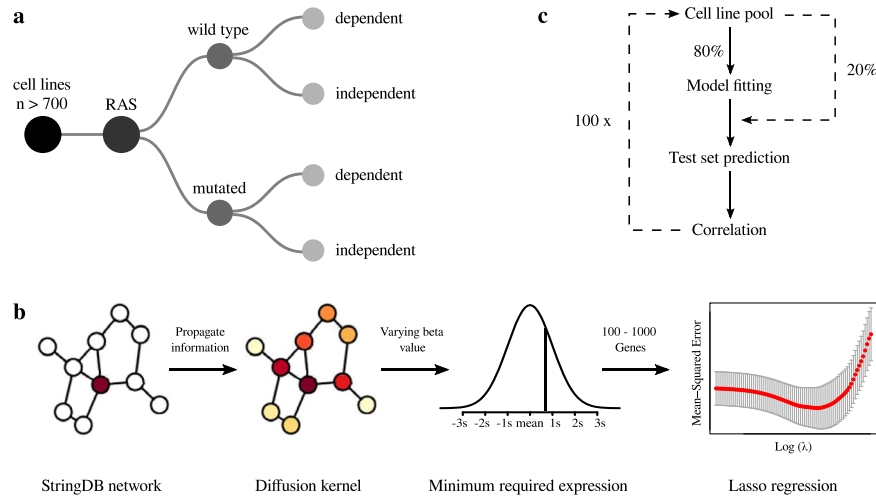 a
cell lines
n > 700
RAS
wild type
dependent
independent
mutated
dependent
independent
c
Cell line pool
80%
20%
Model fitting
100 x
Test set prediction
Correlation
b
Propagate
information
Varying beta
value
-3s -2s -1s mean 1s 2s 3s
100 - 1000
Genes
Mean−Squared Error
Log (λ)
StringDB network
Diffusion kernel
Minimum required expression
Lasso regression